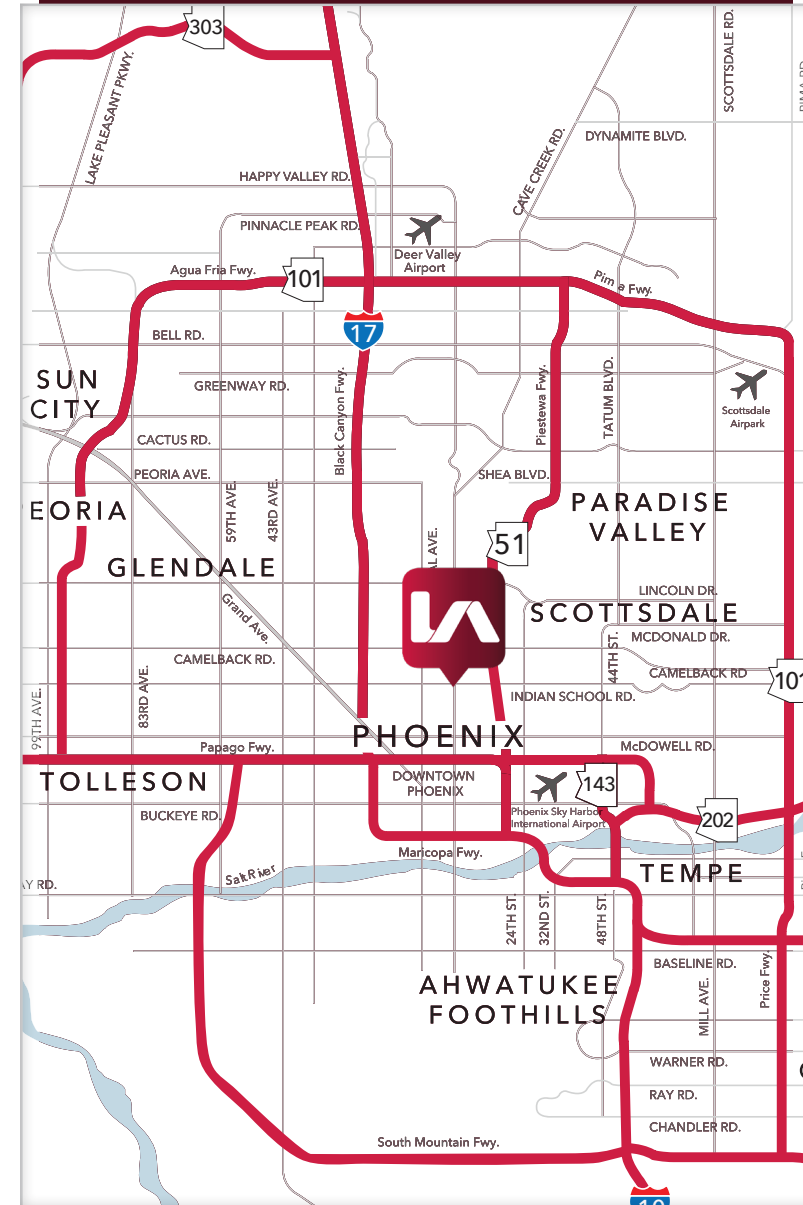 303
SCOTTSDALE RD.
LAKE PLEASANT PKWY.
DYNAMITE BLVD.
CAVE CREEK RD.
HAPPY VALLEY RD.
PINNACLE PEAK RD.
Deer Valley
Airport
Agua Fria Fwy.
101
Pima Fwy.
17
BELL RD.
SUN
CITY
GREENWAY RD.
Black Canyon Fwy.
Piestewa Fwy.
TATUM BLVD.
Scottsdale
Airpark
CACTUS RD.
PEORIA AVE.
SHEA BLVD.
59TH AVE.
43RD AVE.
EORIA
PARADISE
VALLEY
51
AL AVE.
GLENDALE
LINCOLN DR.
SCOTTSDALE
Grand Ave.
MCDONALD DR.
44TH ST.
CAMELBACK RD.
CAMELBACK RD
101
83RD AVE.
99TH AVE.
INDIAN SCHOOL RD.
PHOENIX
Papago Fwy.
McDOWELL RD.
TOLLESON
DOWNTOWN
PHOENIX
143
BUCKEYE RD.
Phoenix Sky Harbor
International Airport
202
Maricopa Fwy.
Salt River
TEMPE
AY RD.
24TH ST.
32ND ST.
48TH ST.
BASELINE RD.
AHWATUKEE
FOOTHILLS
MILL AVE.
Price Fwy.
WARNER RD.
RAY RD.
CHANDLER RD.
South Mountain Fwy.
10